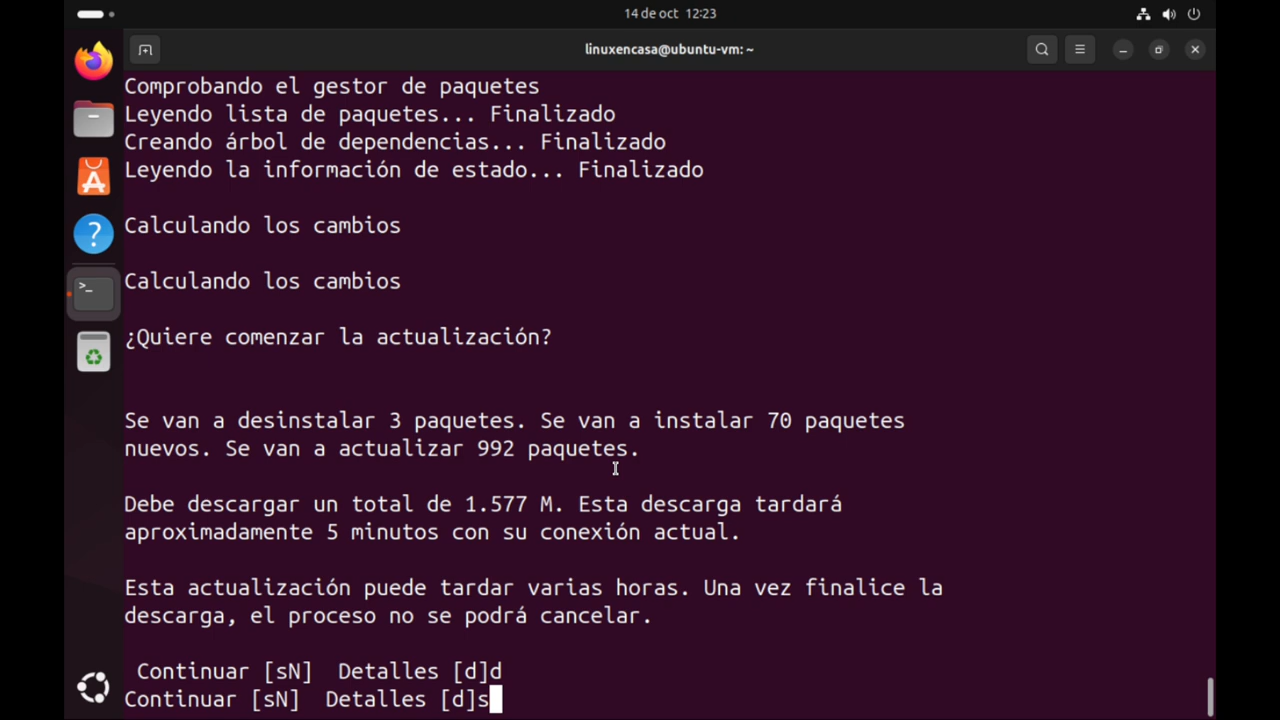 14 de oct 12:23
linuxencasa@ubuntu-vm: ~
Comprobando el gestor de paquetes
Leyendo lista de paquetes... Finalizado
Creando árbol de dependencias... Finalizado
Leyendo la información de estado... Finalizado
Calculando los cambios
Calculando los cambios
¿Quiere comenzar la actualización?
Se van a desinstalar 3 paquetes. Se van a instalar 70 paquetes
nuevos. Se van a actualizar 992 paquetes.
Debe descargar un total de 1.577 M. Esta descarga tardará
aproximadamente 5 minutos con su conexión actual.
Esta actualización puede tardar varias horas. Una vez finalice la
descarga, el proceso no se podrá cancelar.
Continuar [sN]  Detalles [d]d
Continuar [sN]  Detalles [d]s